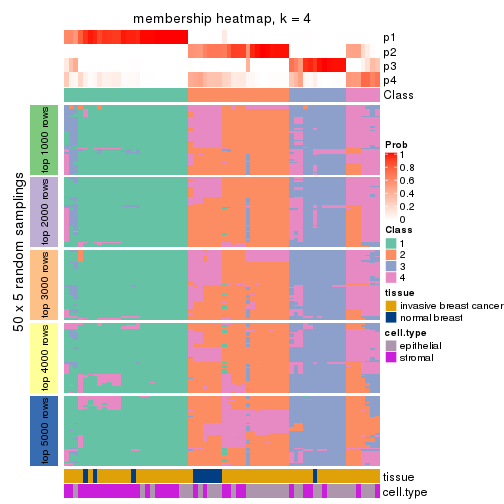 membership heatmap, k = 4
p1
p2
p3
p4
Class
50 x 5 random samplings
top 1000 rows
top 2000 rows
top 3000 rows
top 4000 rows
top 5000 rows
Prob
1
0.8
0.6
0.4
0.2
0
Class
1
2
3
4
tissue
invasive breast cancer
normal breast
cell.type
epithelial
stromal
tissue
cell.type